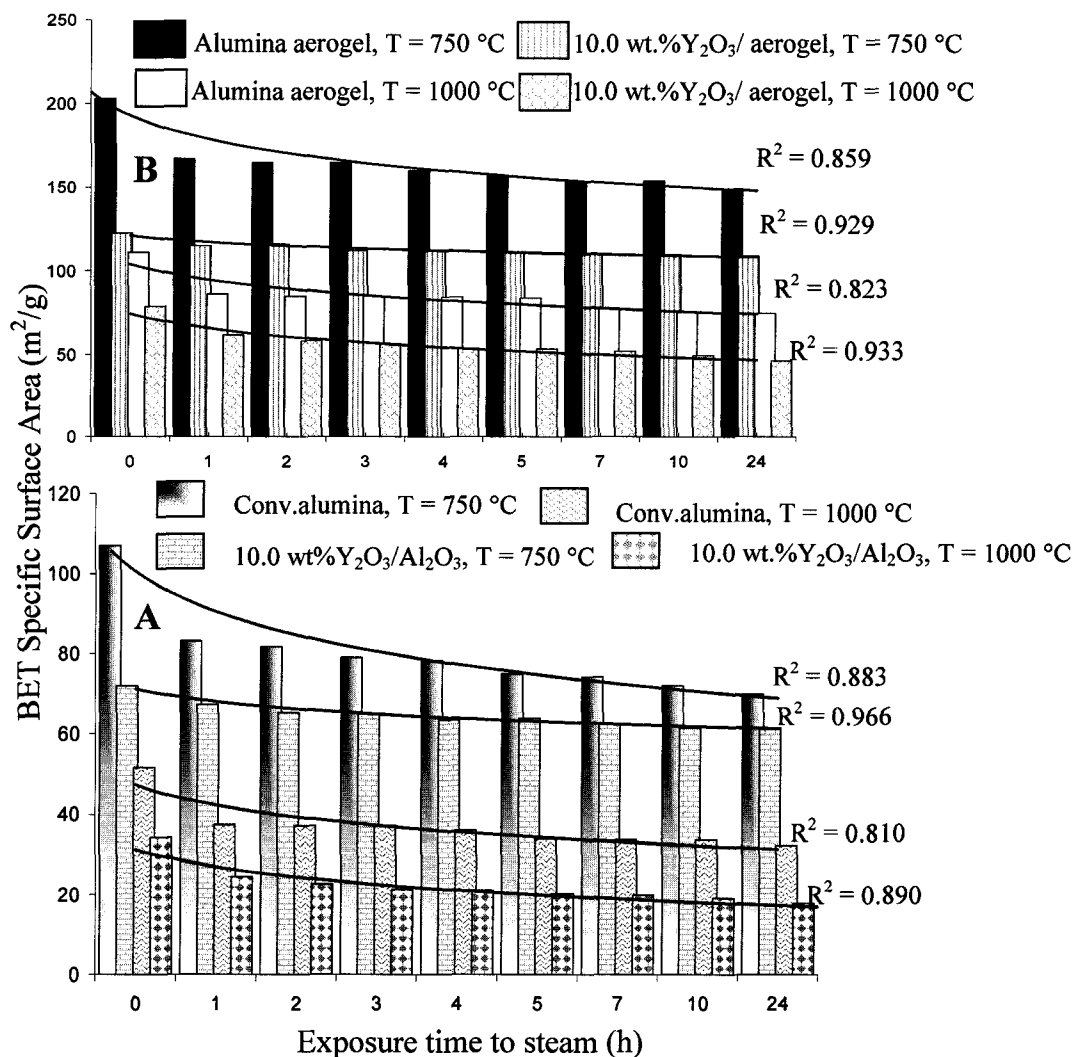 BET Specific Surface Area (m²/g)
250
200
150
100
50
0
Alumina aerogel, T = 750 °C
10.0 wt.%Y₂O₃/ aerogel, T = 750 °C
Alumina aerogel, T = 1000 °C
10.0 wt.%Y₂O₃/ aerogel, T = 1000 °C
B
R² = 0.859
R² = 0.929
R² = 0.823
R² = 0.933
0 1 2 3 4 5 7 10 24
120
100
80
60
40
20
0
Conv.alumina, T = 750 °C
Conv.alumina, T = 1000 °C
10.0 wt%Y₂O₃/Al₂O₃, T = 750 °C
10.0 wt.%Y₂O₃/Al₂O₃, T = 1000 °C
A
R² = 0.883
R² = 0.966
R² = 0.810
R² = 0.890
0 1 2 3 4 5 7 10 24
Exposure time to steam (h)